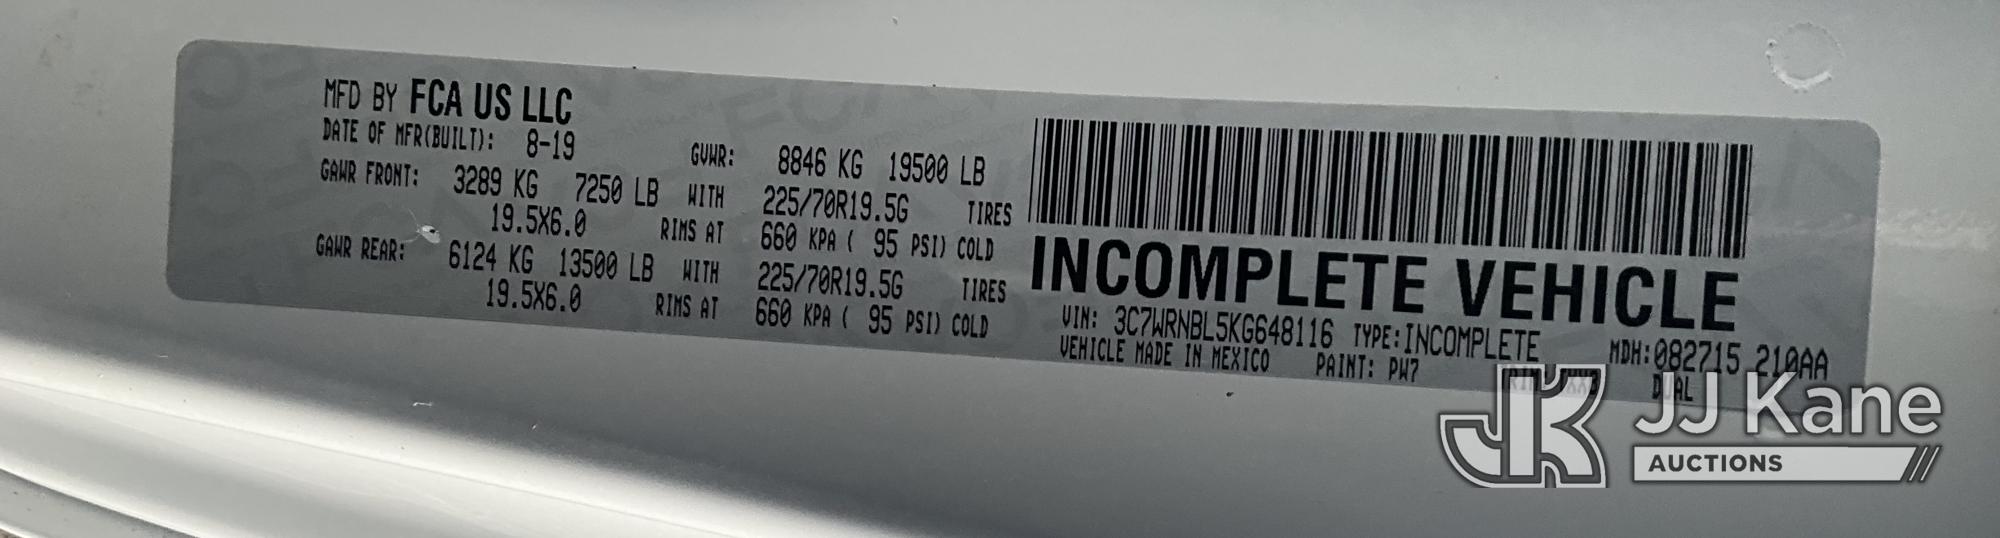 MFD BY FCA US LLC
DATE OF MFR(BUILT): 8-19 GVWR: 8846 KG 19500 LB
GAWR FRONT: 3289 KG 7250 LB WITH 225/70R19.5G TIRES
19.5X6.0 RIMS AT 660 KPA ( 95 PSI) COLD
GAWR REAR: 6124 KG 13500 LB WITH 225/70R19.5G TIRES
19.5X6.0 RIMS AT 660 KPA ( 95 PSI) COLD
INCOMPLETE VEHICLE
VIN: 3C7WRNBL5KG648116 TYPE:INCOMPLETE MDH:082715 210AA
VEHICLE MADE IN MEXICO PAINT: PW7 DUAL
JK JJ Kane
AUCTIONS